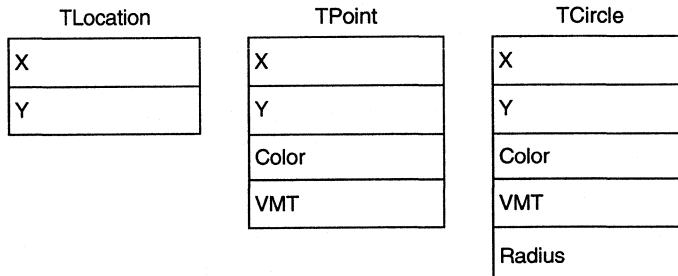 TLocation TPoint TCircle
X X X
Y Y Y
Color Color
VMT VMT
Radius